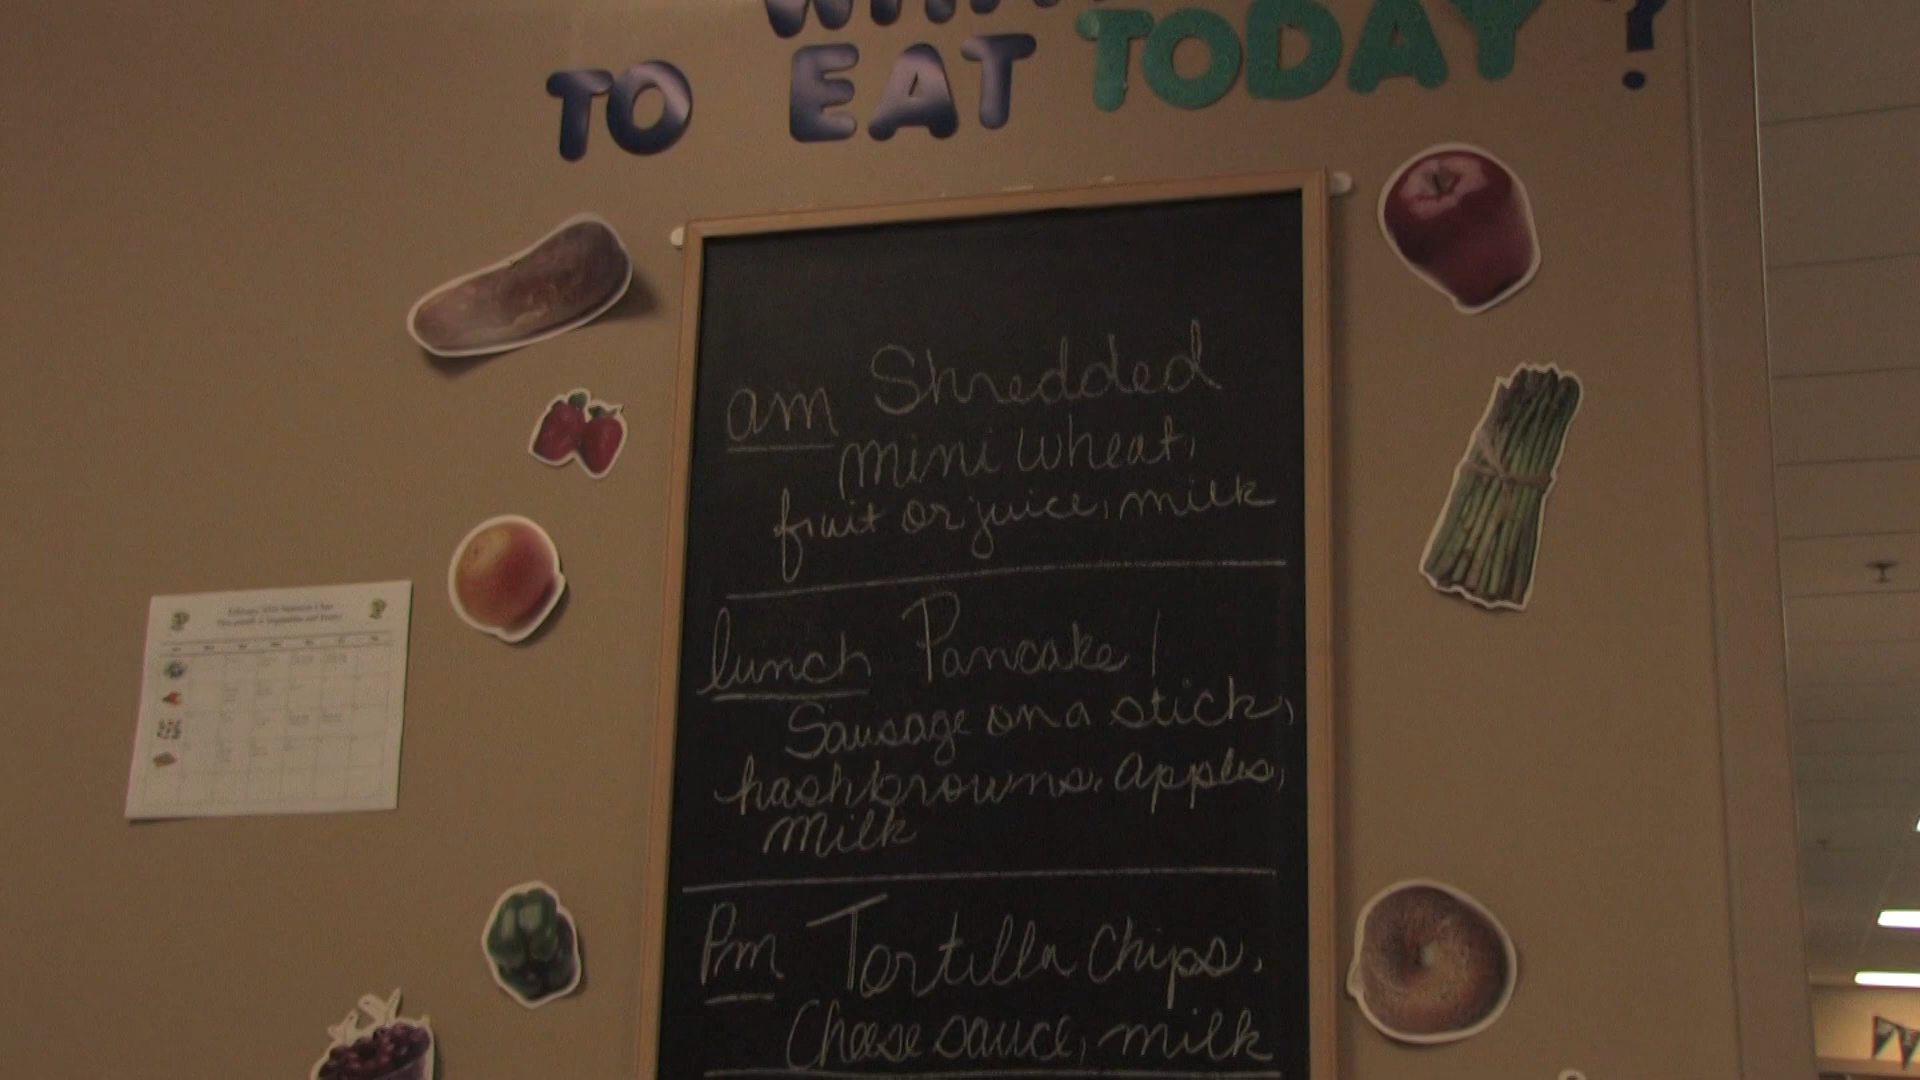 TO EAT TODAY?
am Shredded
mini wheat,
fruit or juice, milk
lunch Pancake /
Sausage on a stick,
hashbrowns, apples,
milk
Pm Tortilla Chips,
Cheese sauce, milk